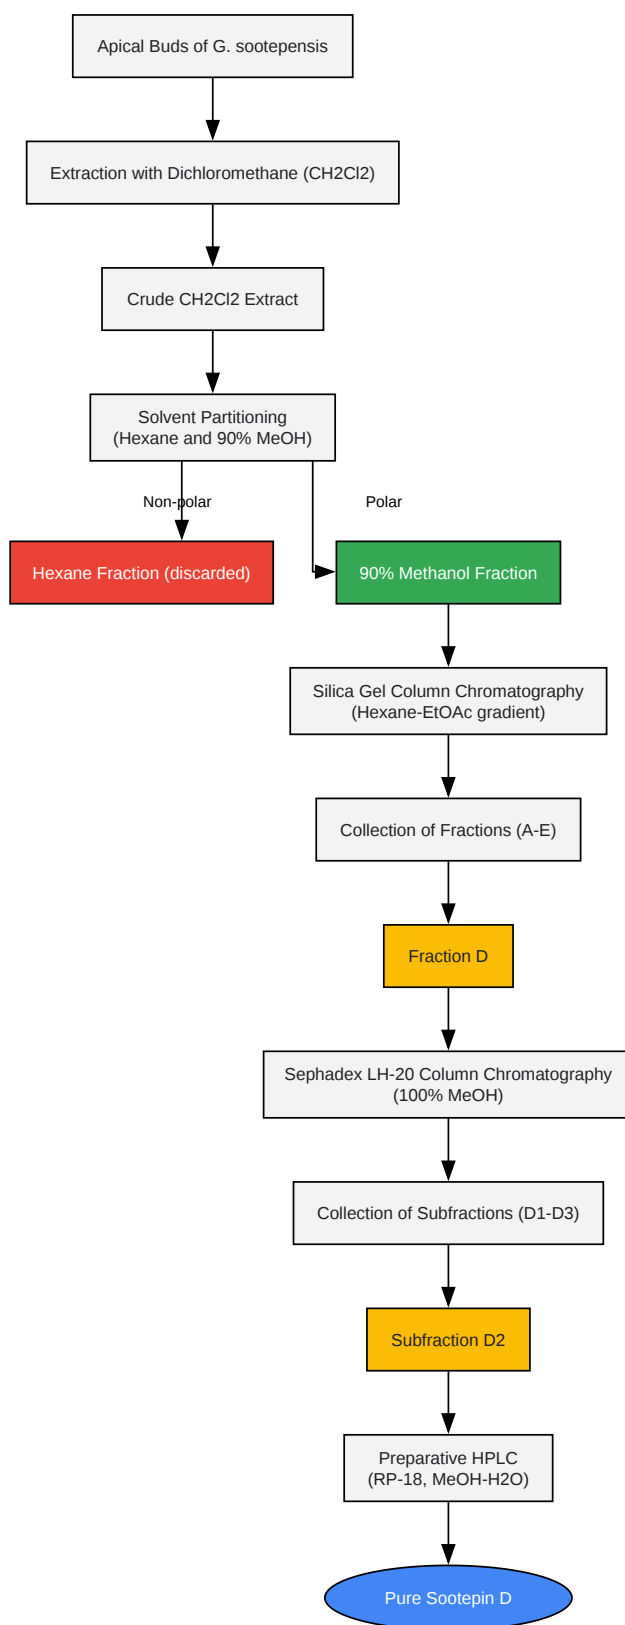 Apical Buds of G. sootepensis
Extraction with Dichloromethane (CH2Cl2)
Crude CH2Cl2 Extract
Solvent Partitioning
(Hexane and 90% MeOH)
Non-polar
Polar
Hexane Fraction (discarded)
90% Methanol Fraction
Silica Gel Column Chromatography
(Hexane-EtOAc gradient)
Collection of Fractions (A-E)
Fraction D
Sephadex LH-20 Column Chromatography
(100% MeOH)
Collection of Subfractions (D1-D3)
Subfraction D2
Preparative HPLC
(RP-18, MeOH-H2O)
Pure Sootepin D